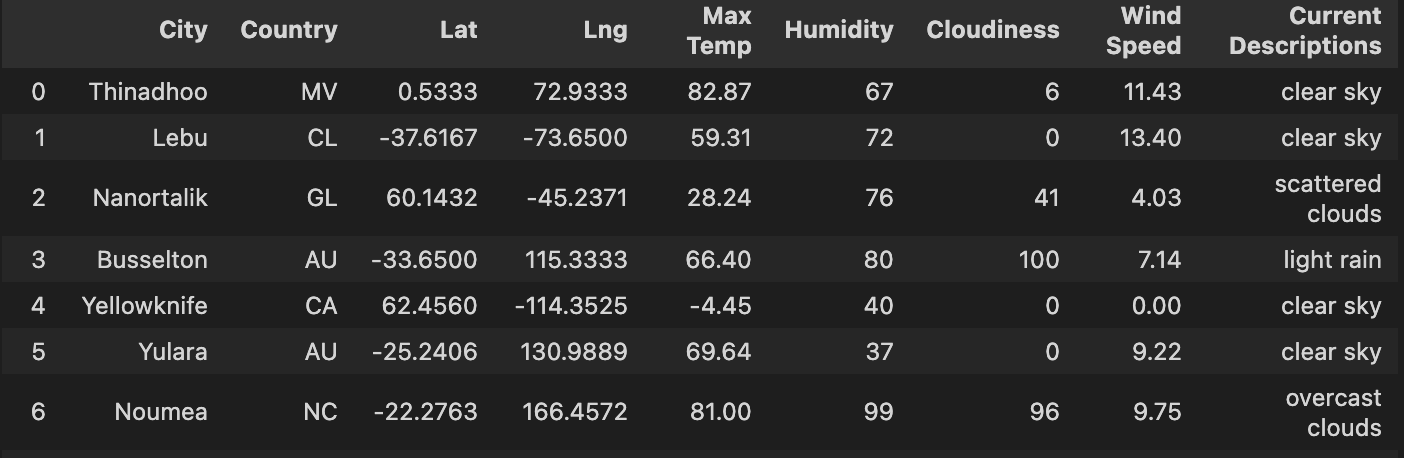 City Country Lat Lng Max Temp Humidity Cloudiness Wind Speed Current Descriptions
0 Thinadhoo MV 0.5333 72.9333 82.87 67 6 11.43 clear sky
1 Lebu CL -37.6167 -73.6500 59.31 72 0 13.40 clear sky
2 Nanortalik GL 60.1432 -45.2371 28.24 76 41 4.03 scattered clouds
3 Busselton AU -33.6500 115.3333 66.40 80 100 7.14 light rain
4 Yellowknife CA 62.4560 -114.3525 -4.45 40 0 0.00 clear sky
5 Yulara AU -25.2406 130.9889 69.64 37 0 9.22 clear sky
6 Noumea NC -22.2763 166.4572 81.00 99 96 9.75 overcast clouds